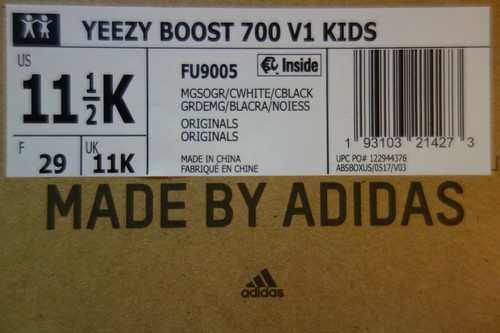 YEEZY BOOST 700 V1 KIDS
US
11 1/2 K
F
29
UK
11K
FU9005
Inside
MGSOGR/CWHITE/CBLACK
GRDEMG/BLACRA/NOIESS
ORIGINALS
ORIGINALS
MADE IN CHINA
FABRIQUÉ EN CHINE
1 93103 21427 3
UPC PO# 122944376
ABSBOXUS/0517/V03
MADE BY ADIDAS
adidas